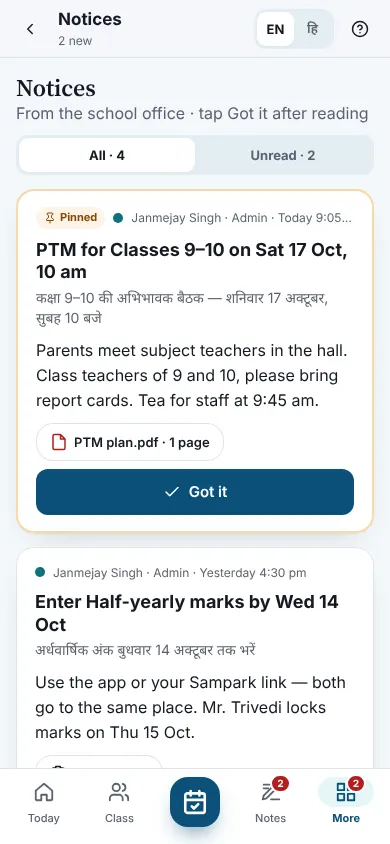 Notices
2 new
EN
हि
Notices
From the school office · tap Got it after reading
All · 4
Unread · 2
Pinned
Janmejay Singh · Admin · Today 9:05...
PTM for Classes 9–10 on Sat 17 Oct,
10 am
कक्षा 9–10 की अभिभावक बैठक — शनिवार 17 अक्टूबर,
सुबह 10 बजे
Parents meet subject teachers in the hall.
Class teachers of 9 and 10, please bring
report cards. Tea for staff at 9:45 am.
PTM plan.pdf · 1 page
Got it
Janmejay Singh · Admin · Yesterday 4:30 pm
Enter Half-yearly marks by Wed 14
Oct
अर्धवार्षिक अंक बुधवार 14 अक्टूबर तक भरें
Use the app or your Sampark link — both
go to the same place. Mr. Trivedi locks
marks on Thu 15 Oct.
Today
Class
2
Notes
2
More